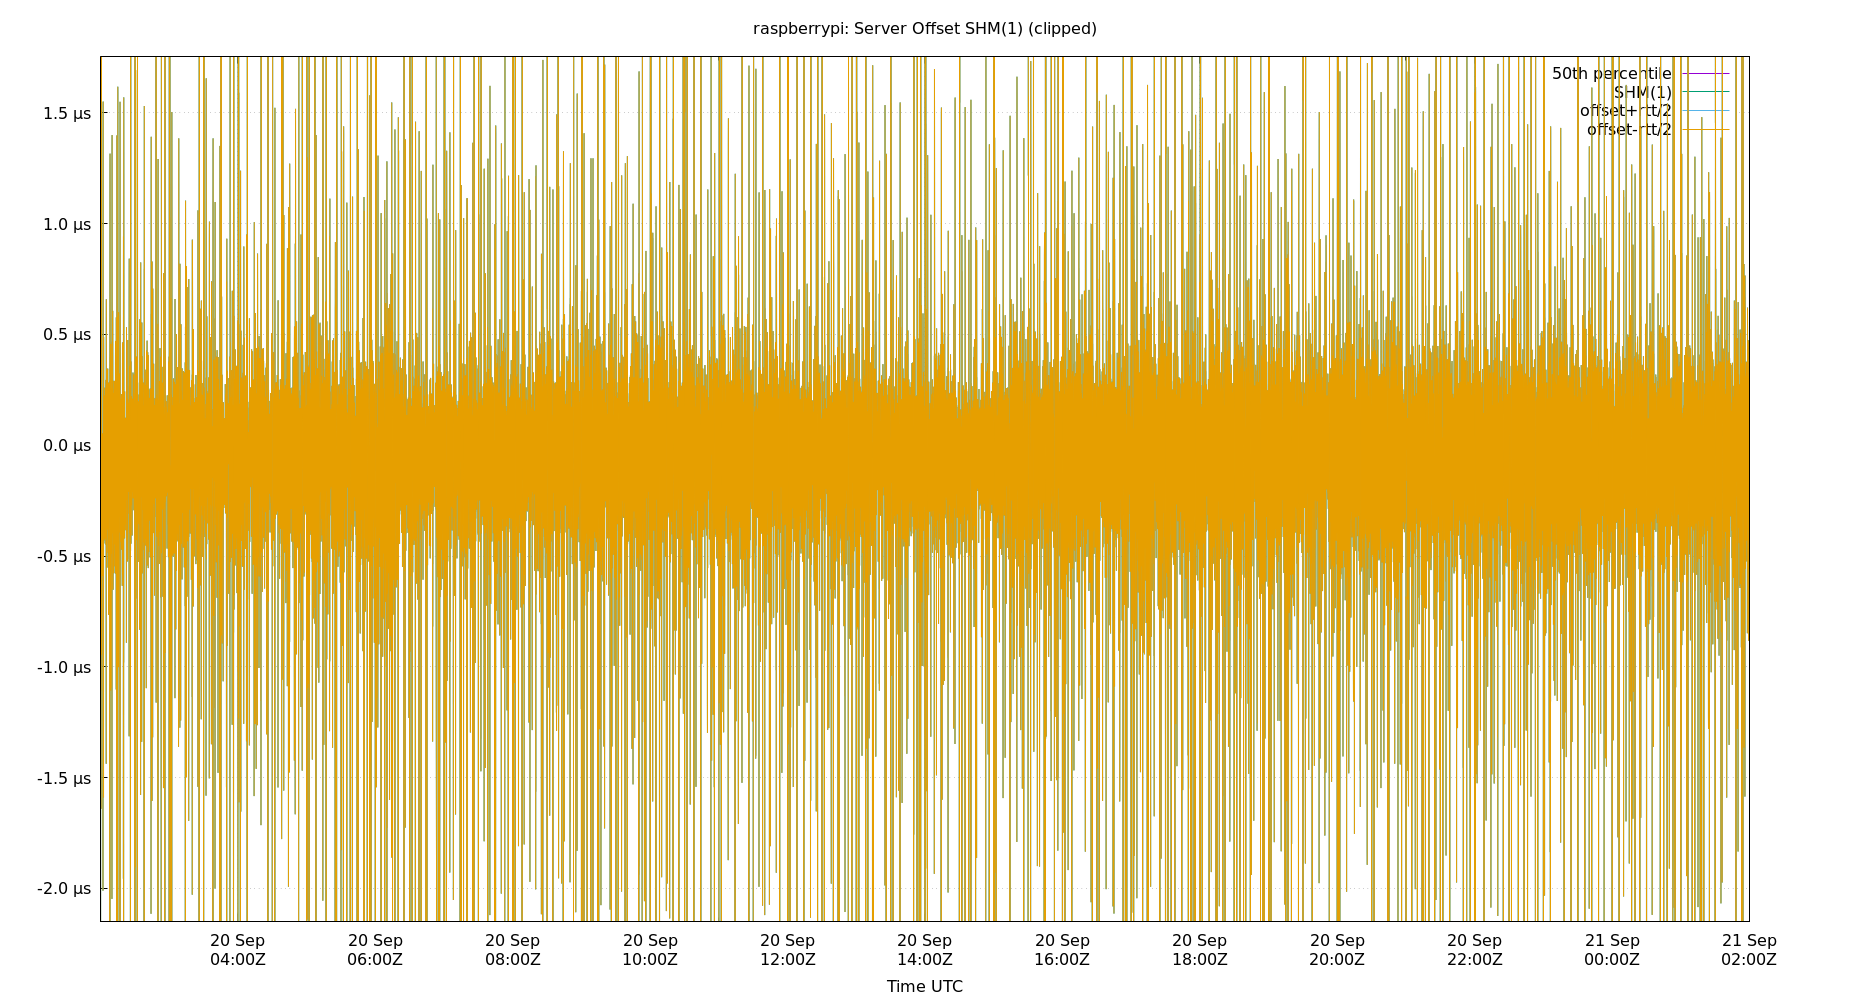 raspberrypi: Server Offset SHM(1) (clipped)
50th percentile
SHM(1)
offset+rtt/2
offset-rtt/2
1.5 µs
1.0 µs
0.5 µs
0.0 µs
-0.5 µs
-1.0 µs
-1.5 µs
-2.0 µs
20 Sep 20 Sep 20 Sep 20 Sep 20 Sep 20 Sep 20 Sep 20 Sep 20 Sep 20 Sep 21 Sep 21 Sep
04:00Z 06:00Z 08:00Z 10:00Z 12:00Z 14:00Z 16:00Z 18:00Z 20:00Z 22:00Z 00:00Z 02:00Z
Time UTC